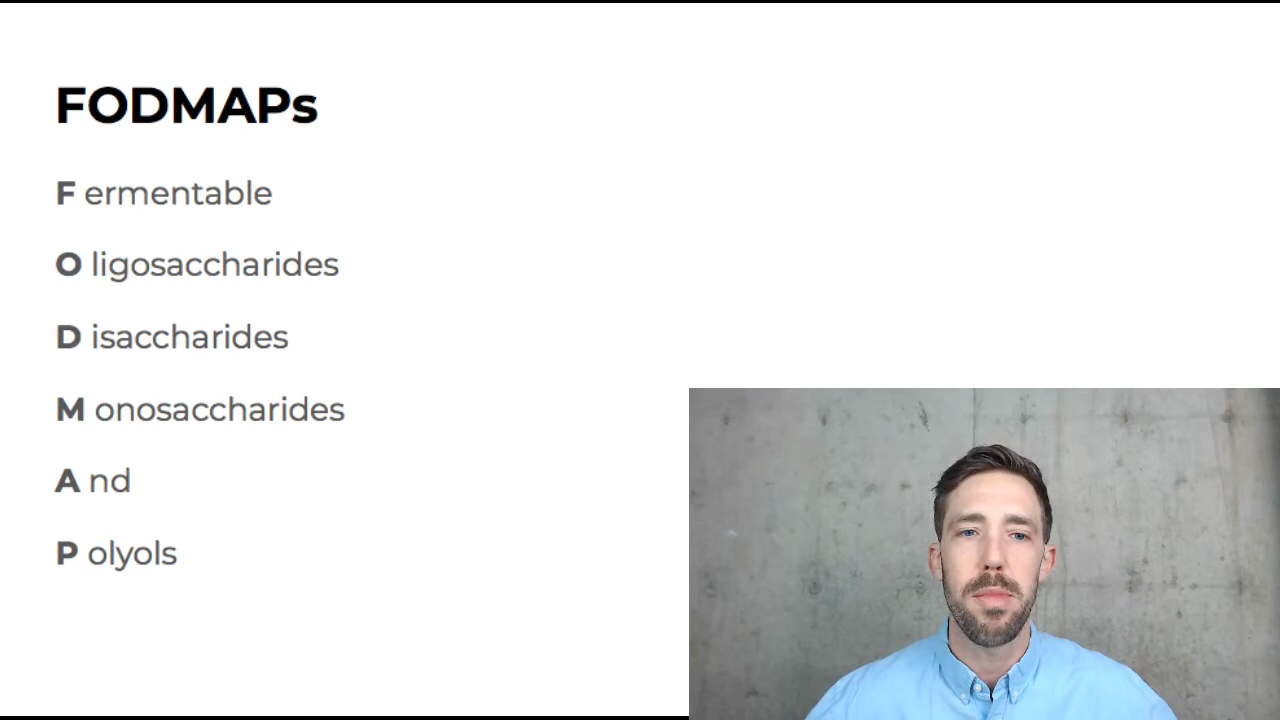 FODMAPs
F ermentable
O ligosaccharides
D isaccharides
M onosaccharides
A nd
P olyols